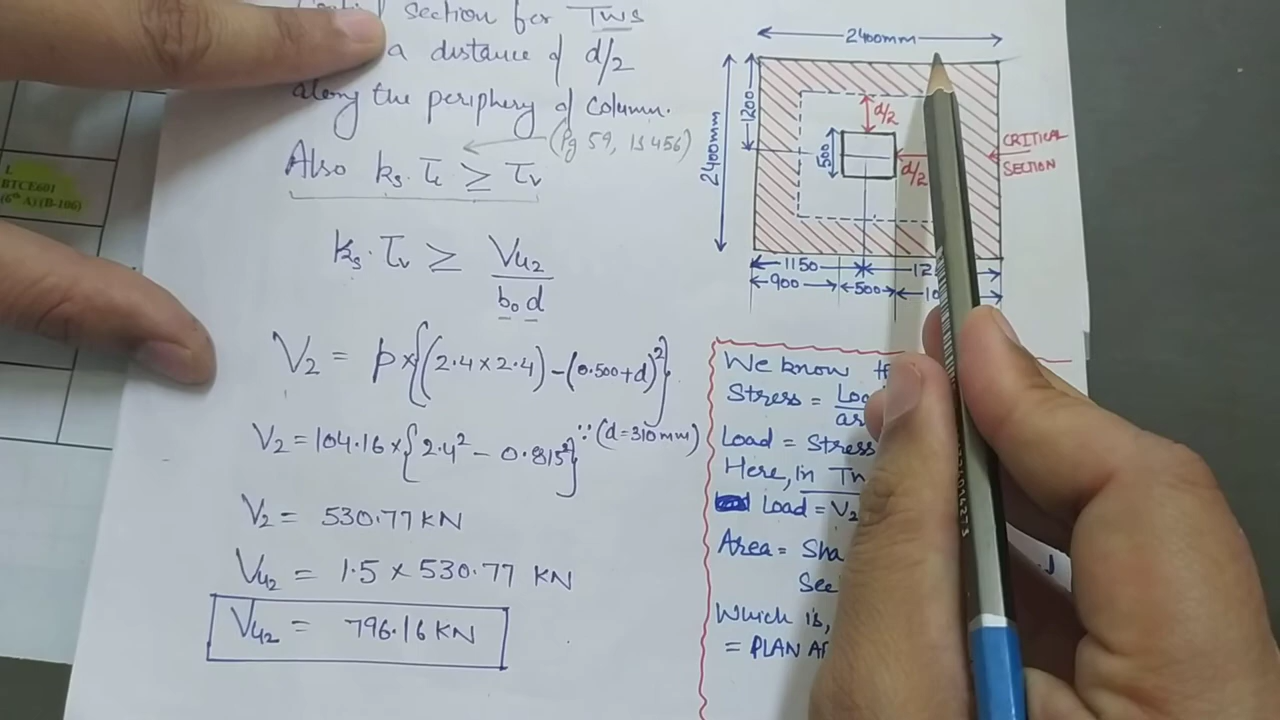 section for TWS
a distance of d/2
along the periphery of column.
(Pg 59, IS 456)
Also ks.τc ≥ τv
ks.τv ≥ Vu2 / b₀ d
V2 = p×{(2.4×2.4)-(0.500+d)²}
V2 = 104.16×{2.4² - 0.815²} ∵(d=310mm)
V2 = 530.77 KN
Vu2 = 1.5 × 530.77 KN
Vu2 = 796.16 KN
2400mm
2400mm
1200
d/2
500
d/2
CRITICAL
SECTION
1150
900
500
We know
Stress =
Load = Stress
Here, in
Load = V2
Area =
See
Which is,
= PLAN
L
BTCE601
(6th A) (B-106)